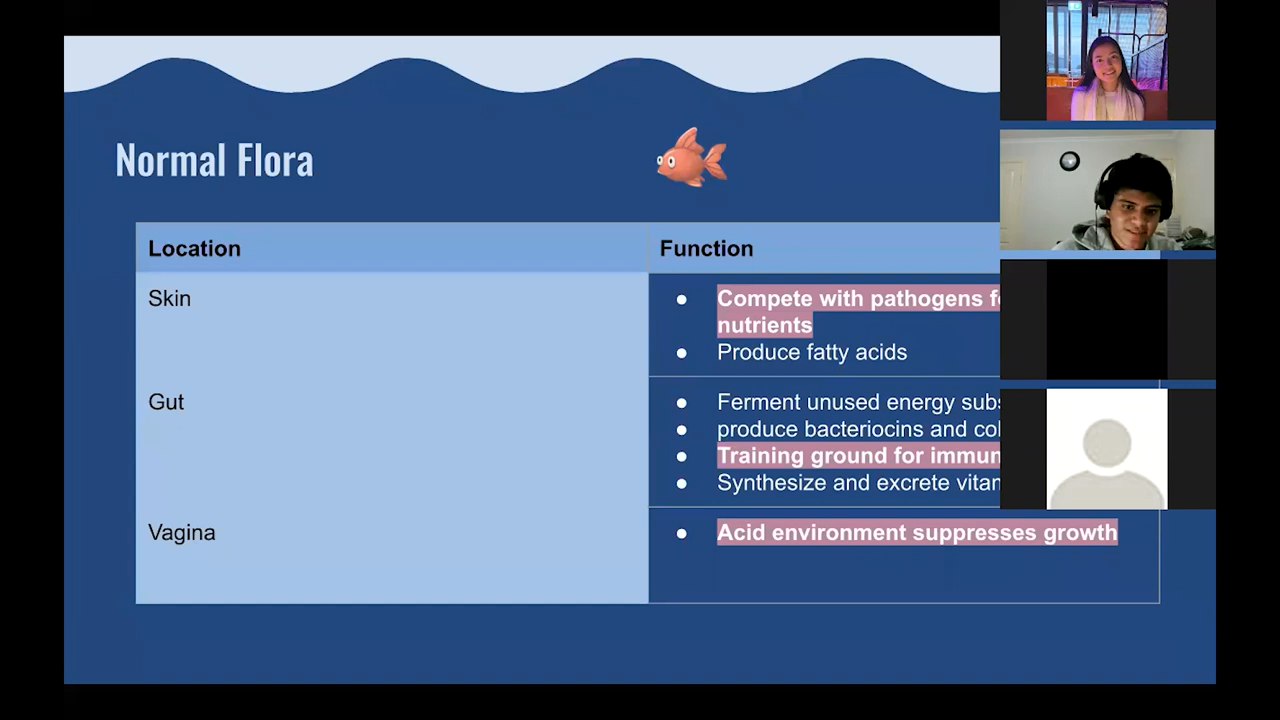 Normal Flora
Location
Function
Skin
Compete with pathogens
nutrients
Produce fatty acids
Gut
Ferment unused energy
produce bacteriocins and
Training ground for
Synthesize and excrete
Vagina
Acid environment suppresses growth